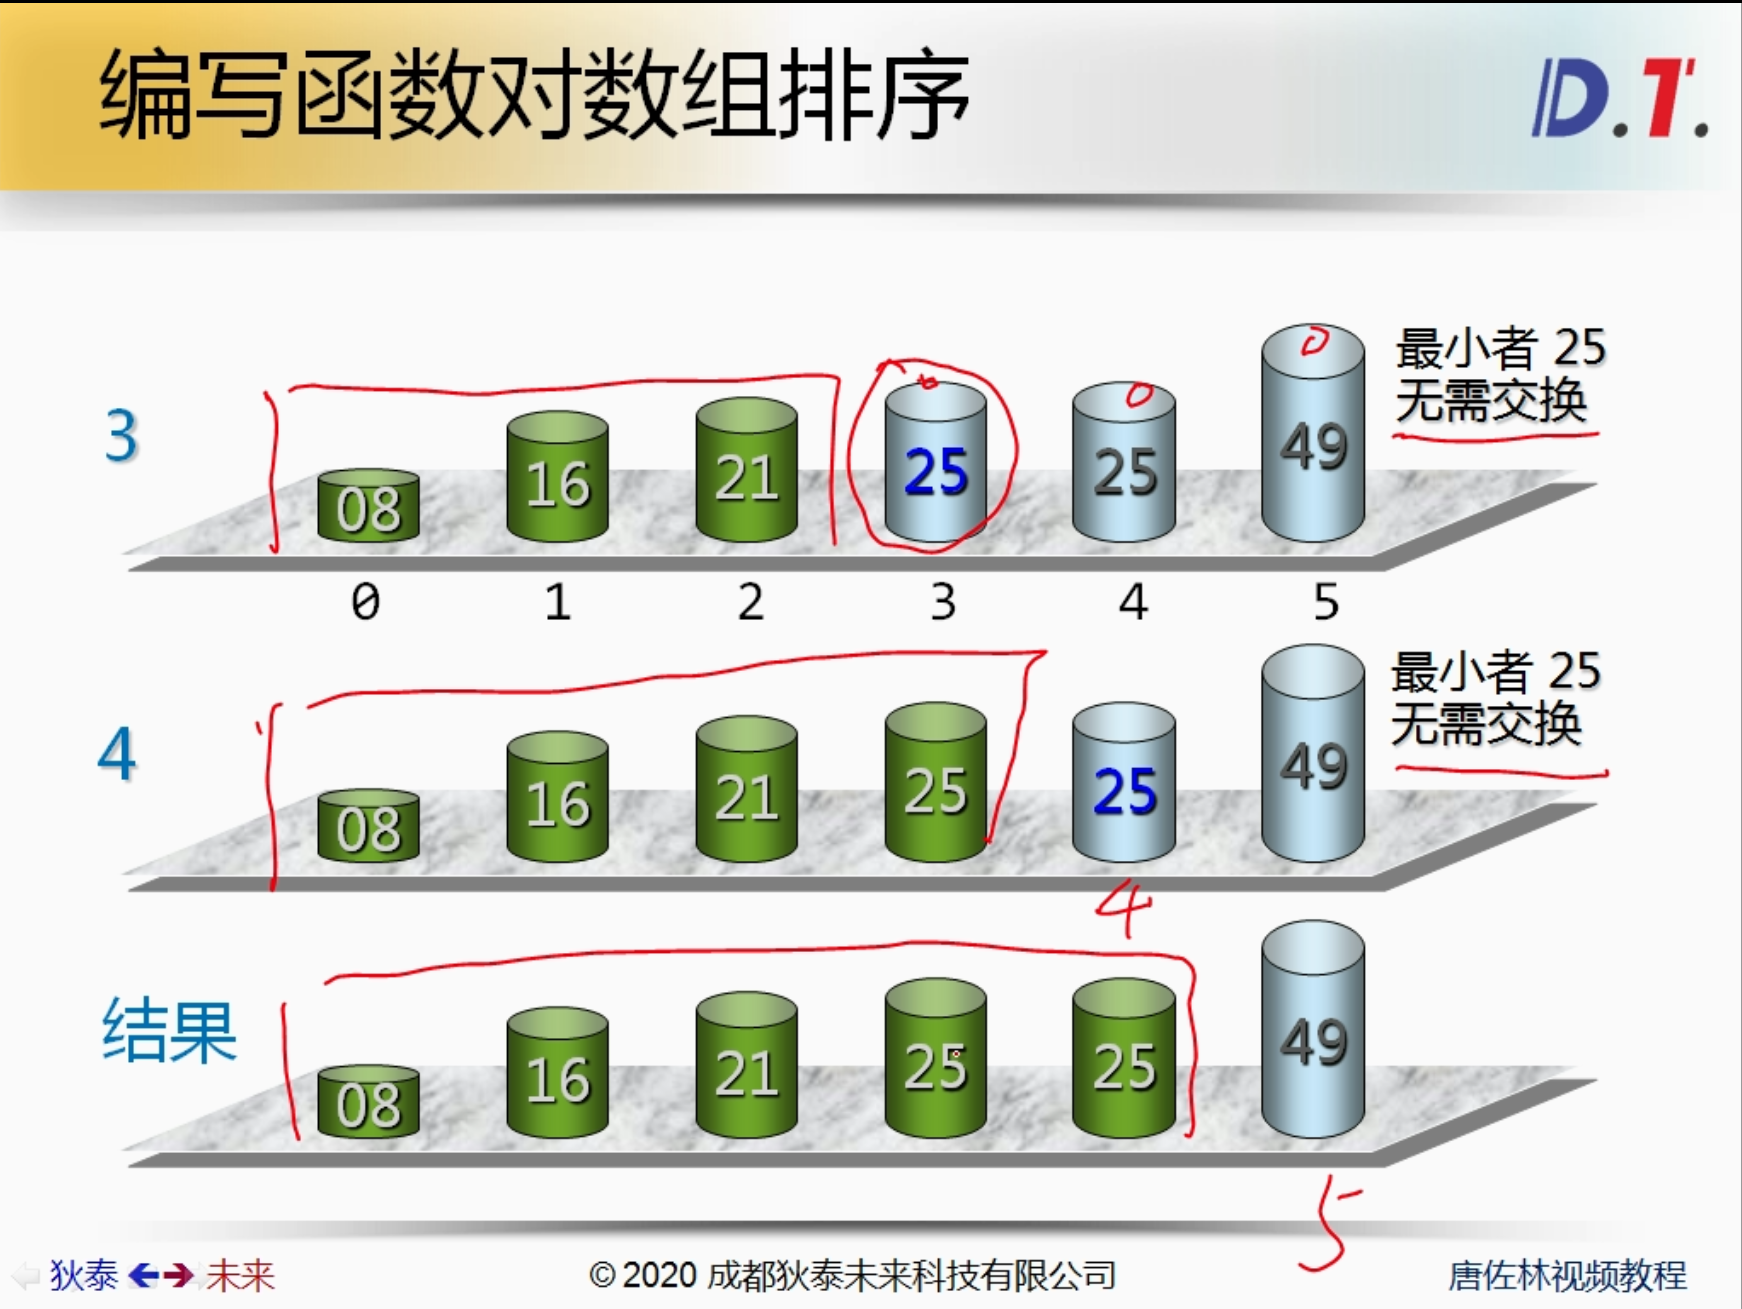 编写函数对数组排序
D.T.
3
08 16 21 25 25 49
最小者 25
无需交换
0 1 2 3 4 5
4
08 16 21 25 25 49
最小者 25
无需交换
4
结果
08 16 21 25 25 49
5
狄泰 未来
© 2020 成都狄泰未来科技有限公司
唐佐林视频教程